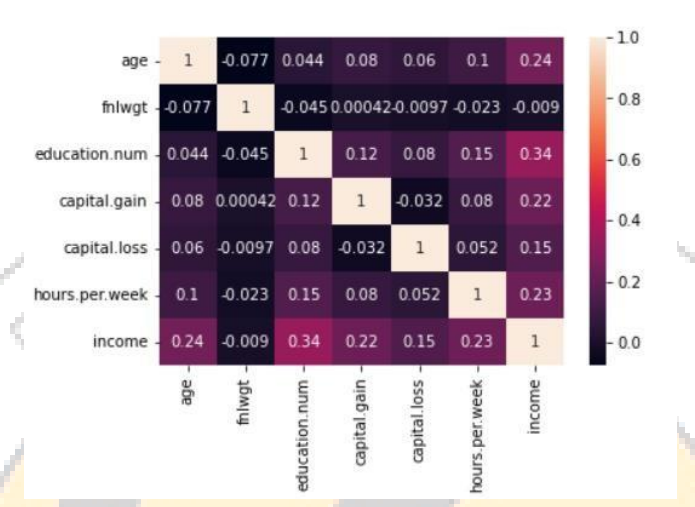 age 1 -0.077 0.044 0.08 0.06 0.1 0.24
fnlwgt -0.077 1 -0.045 0.00042 -0.0097 -0.023 -0.009
education.num 0.044 -0.045 1 0.12 0.08 0.15 0.34
capital.gain 0.08 0.00042 0.12 1 -0.032 0.08 0.22
capital.loss 0.06 -0.0097 0.08 -0.032 1 0.052 0.15
hours.per.week 0.1 -0.023 0.15 0.08 0.052 1 0.23
income 0.24 -0.009 0.34 0.22 0.15 0.23 1
age fnlwgt education.num capital.gain capital.loss hours.per.week income
1.0
0.8
0.6
0.4
0.2
0.0